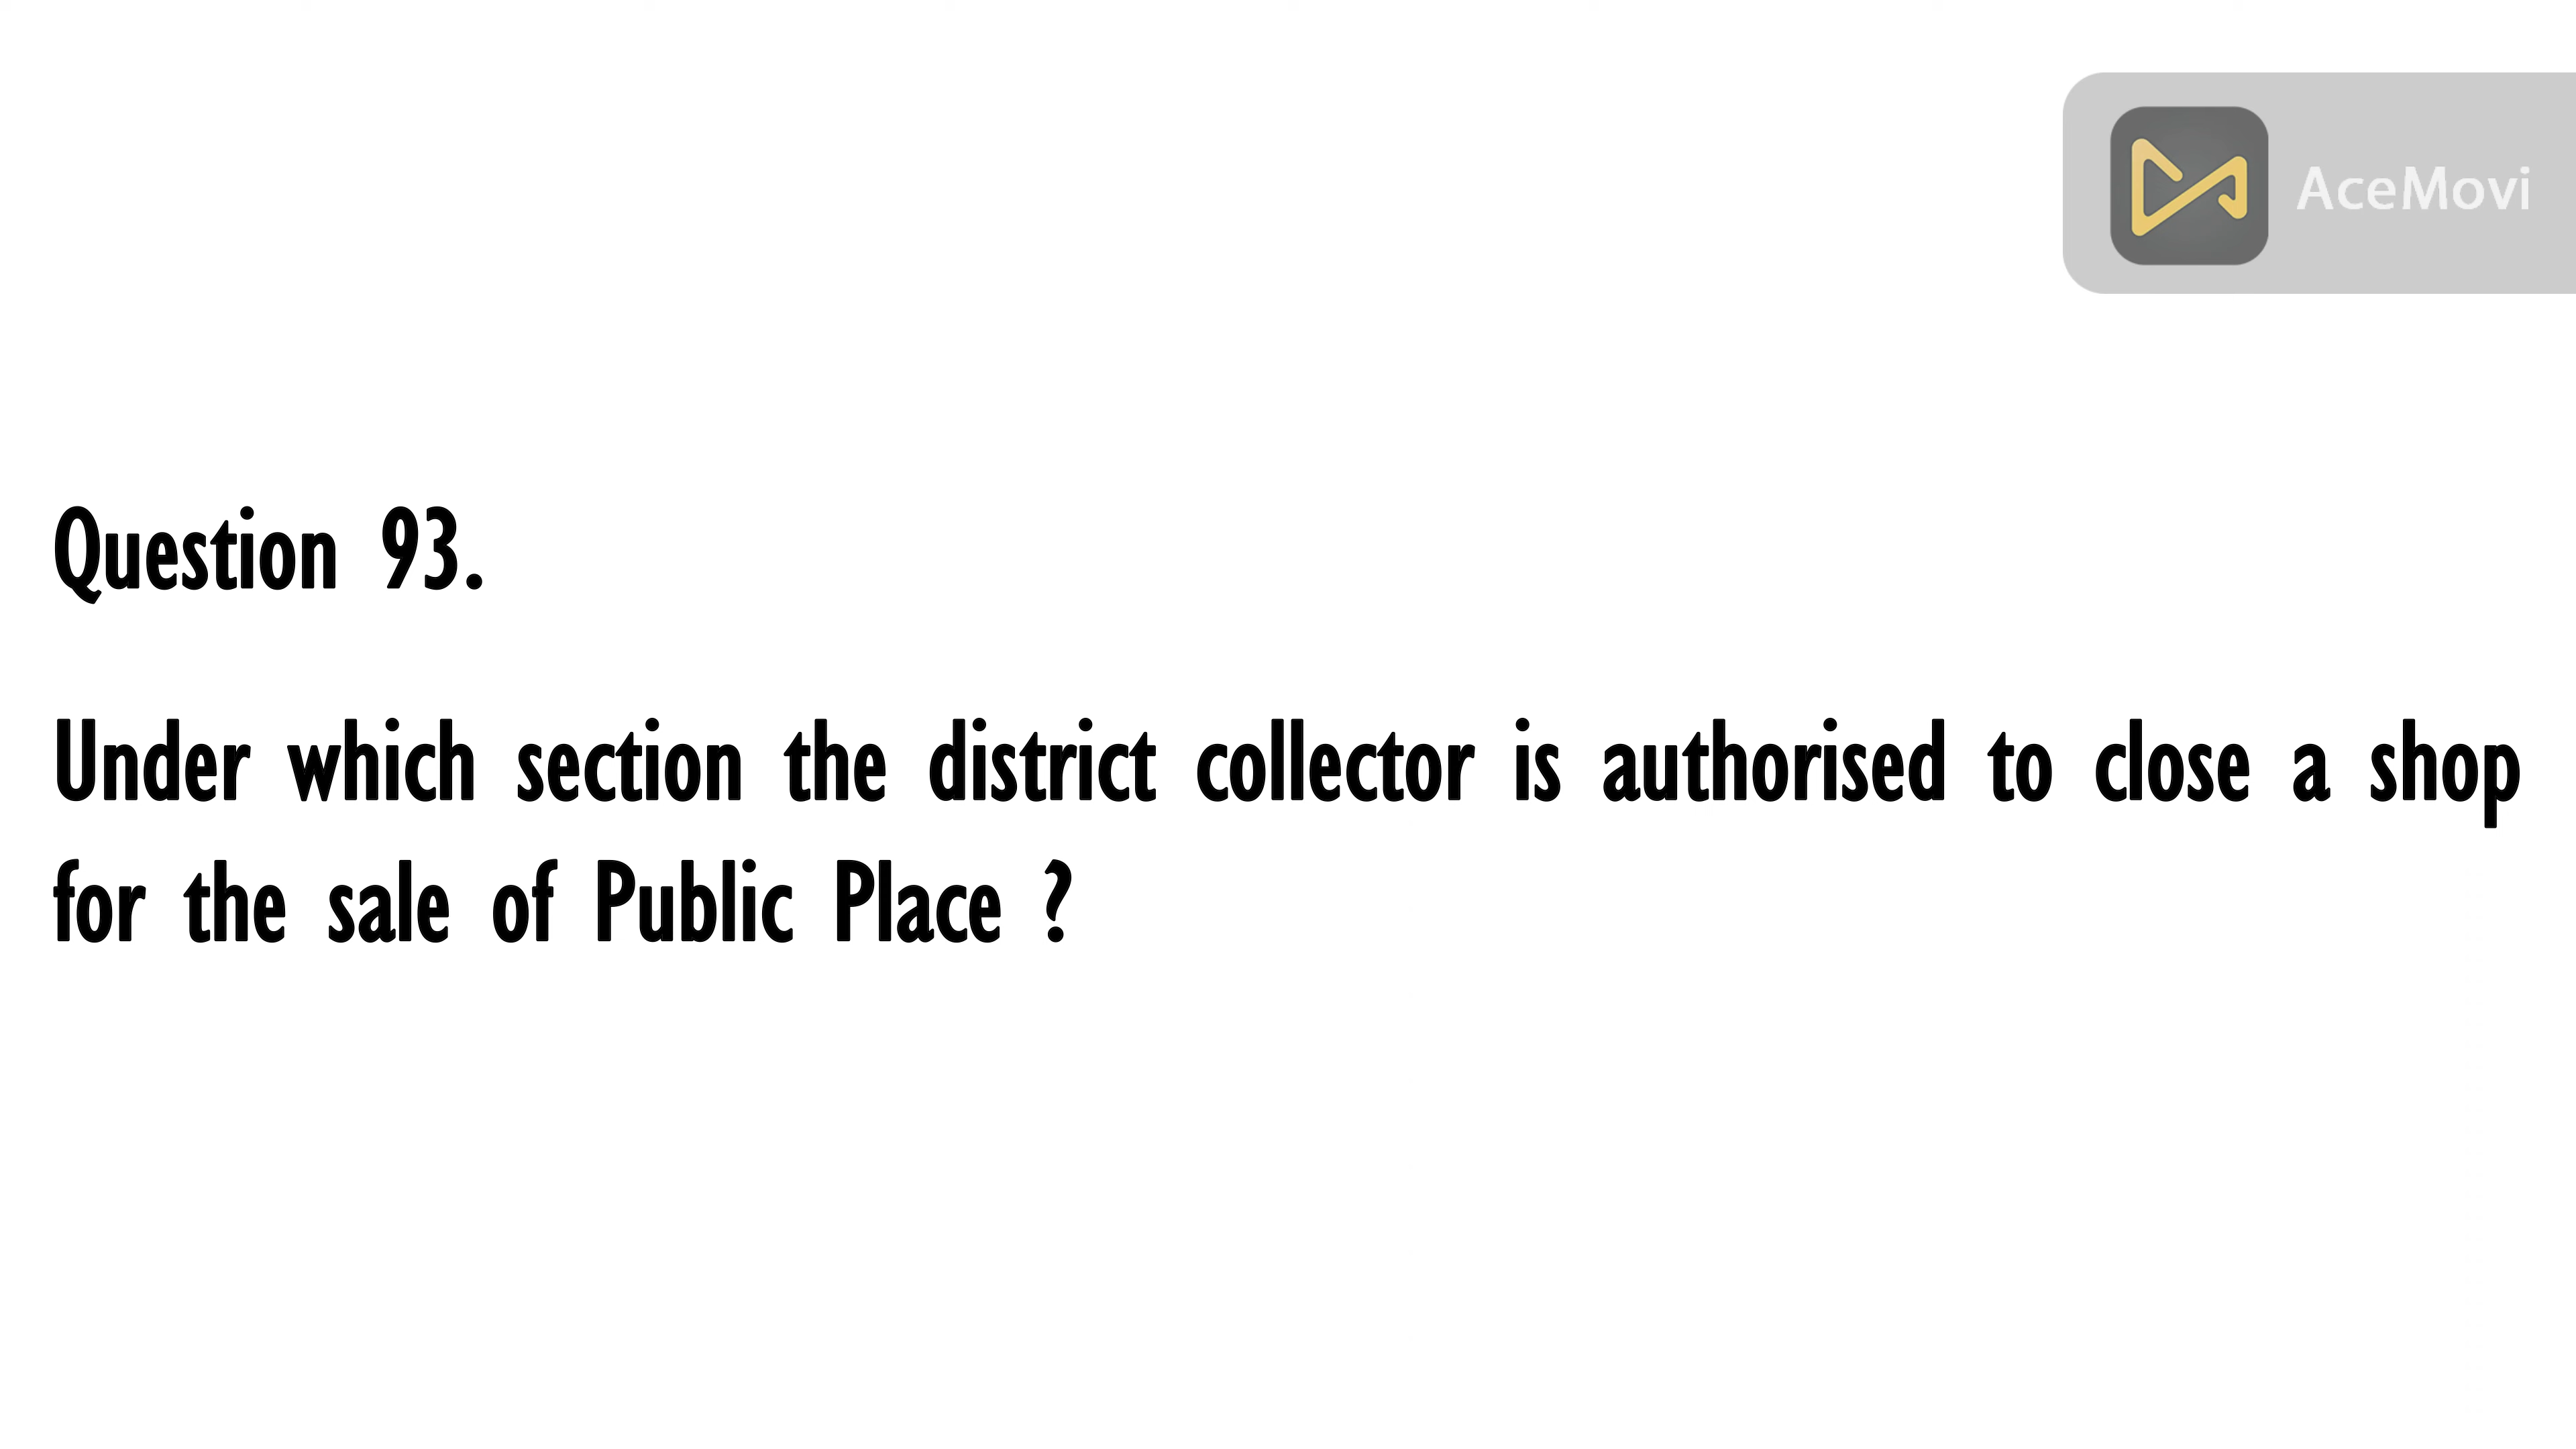 AceMovi
Question 93.
Under which section the district collector is authorised to close a shop
for the sale of Public Place ?